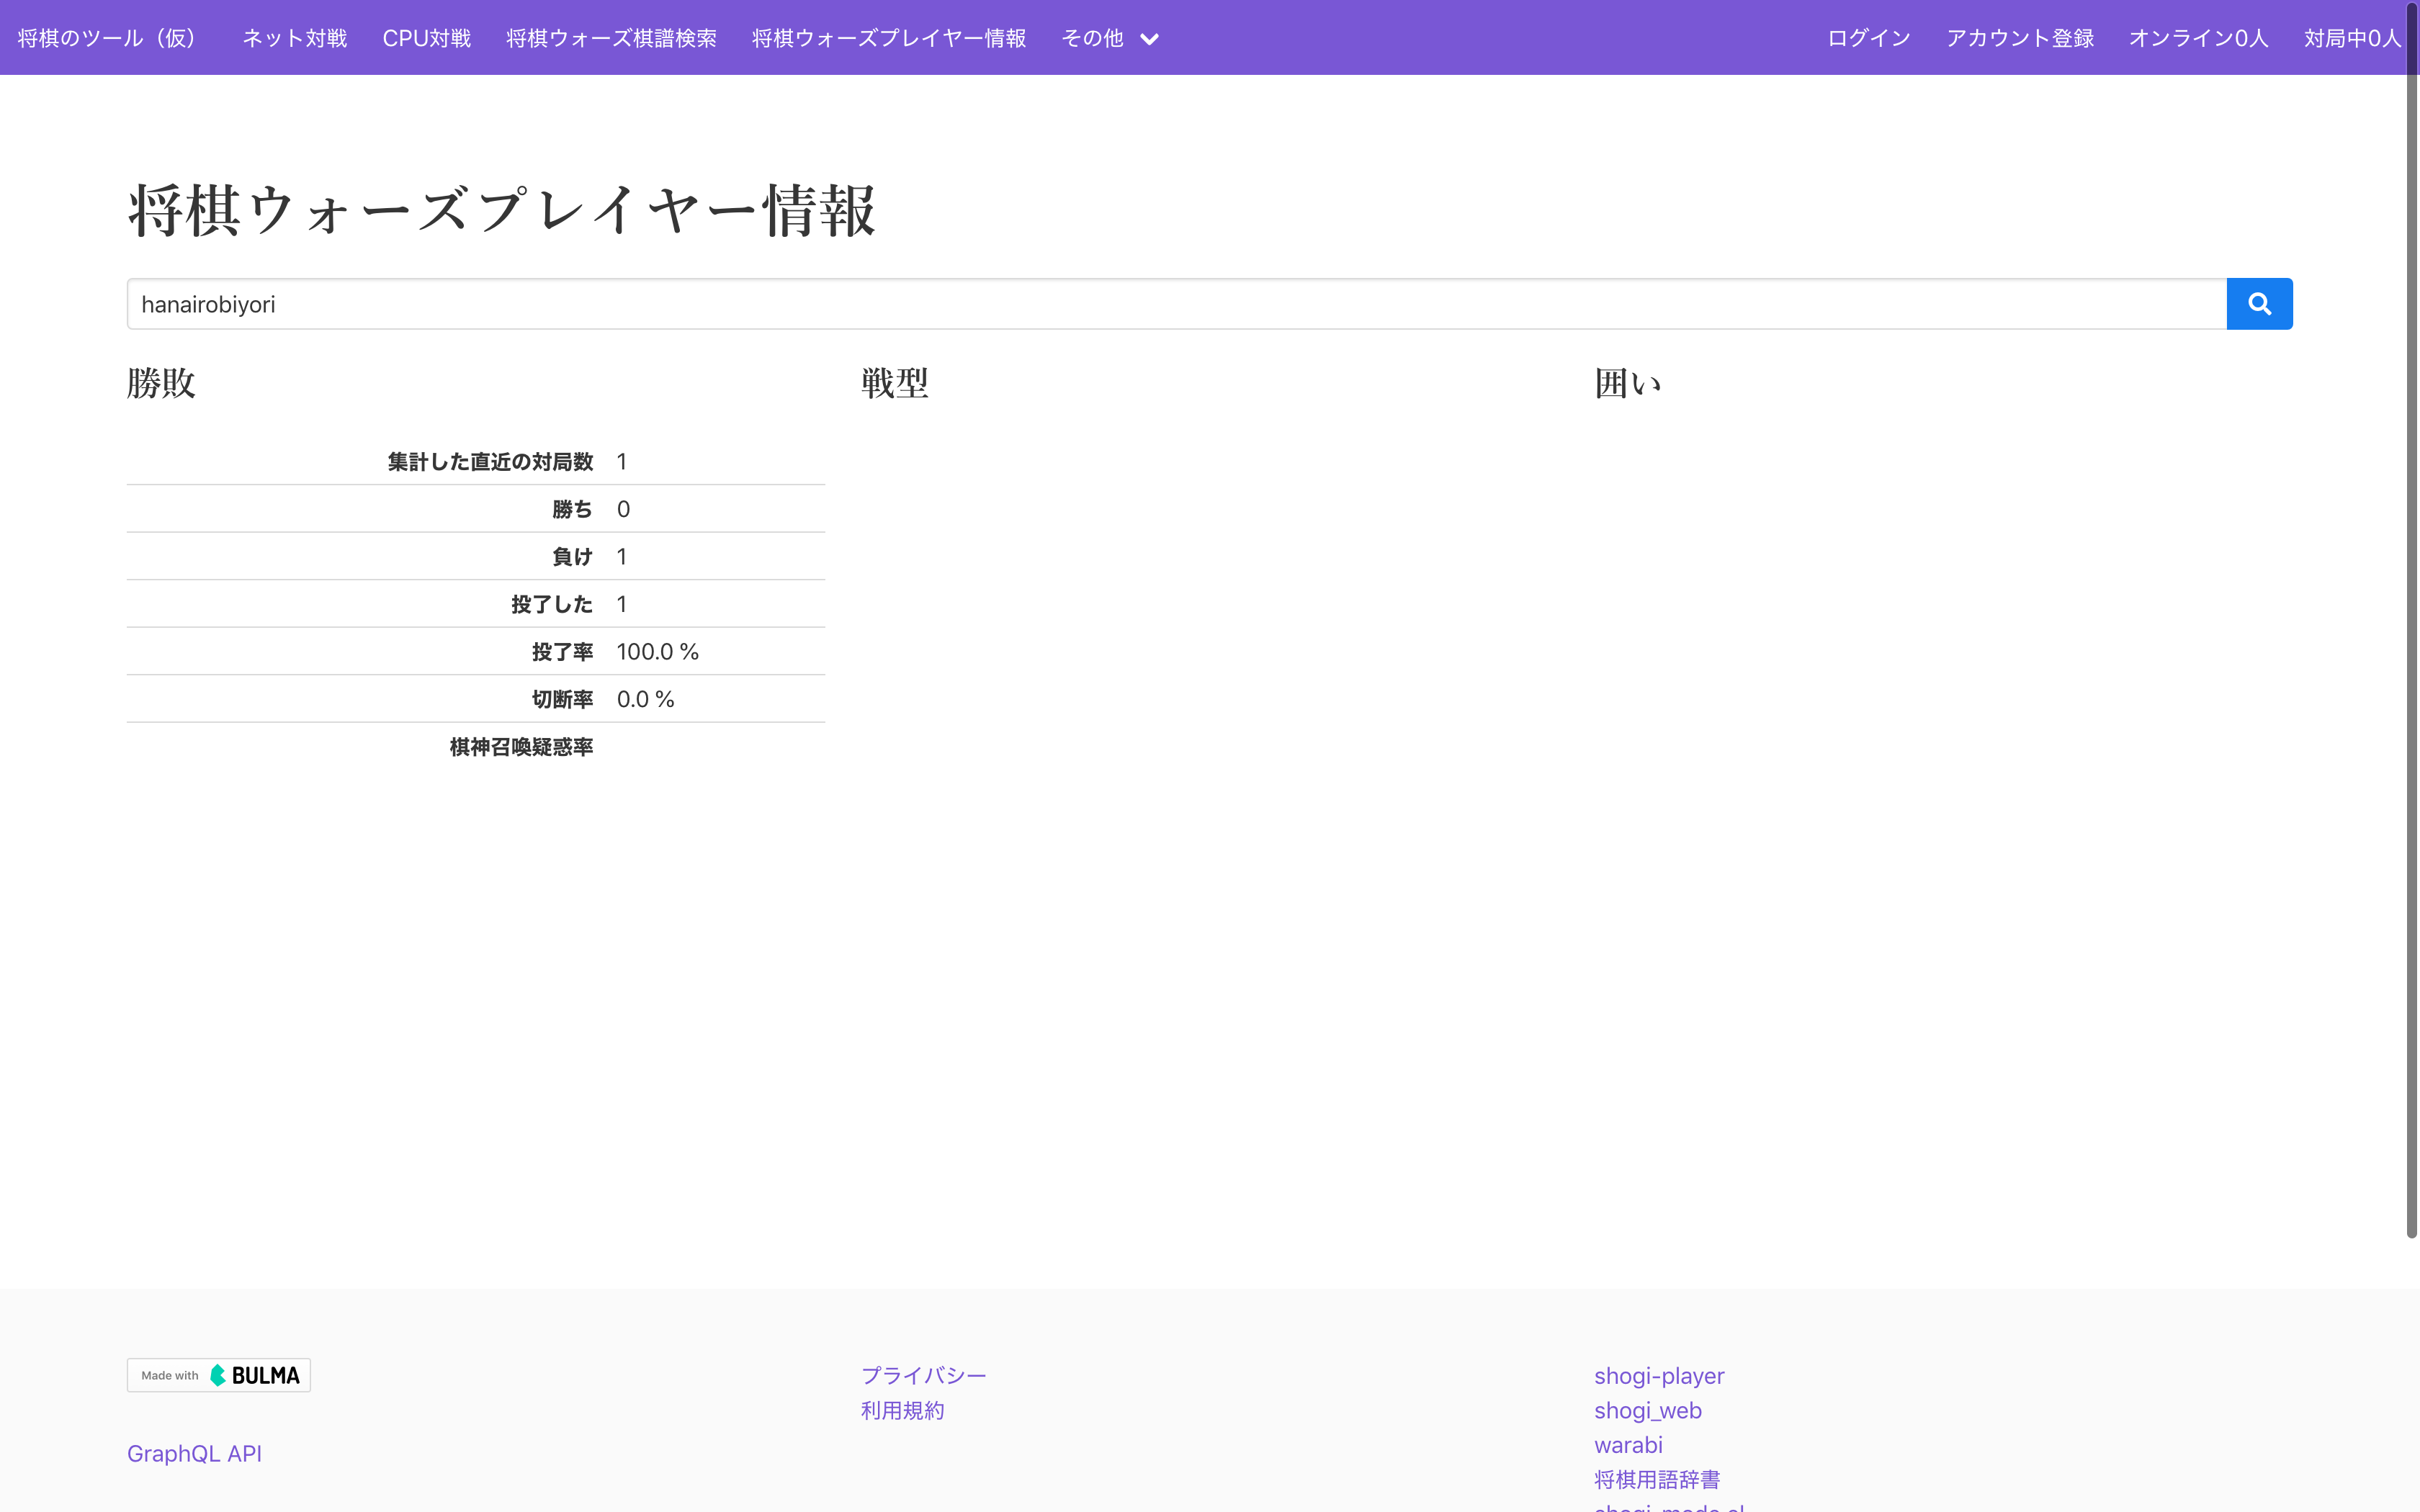 将棋のツール（仮） ネット対戦 CPU対戦 将棋ウォーズ棋譜検索 将棋ウォーズプレイヤー情報 その他 ログイン アカウント登録 オンライン0人 対局中0人
将棋ウォーズプレイヤー情報
hanairobiyori
勝敗
集計した直近の対局数 1
勝ち 0
負け 1
投了した 1
投了率 100.0 %
切断率 0.0 %
棋神召喚疑惑率
戦型
囲い
Made with BULMA
GraphQL API
プライバシー
利用規約
shogi-player
shogi_web
warabi
将棋用語辞書